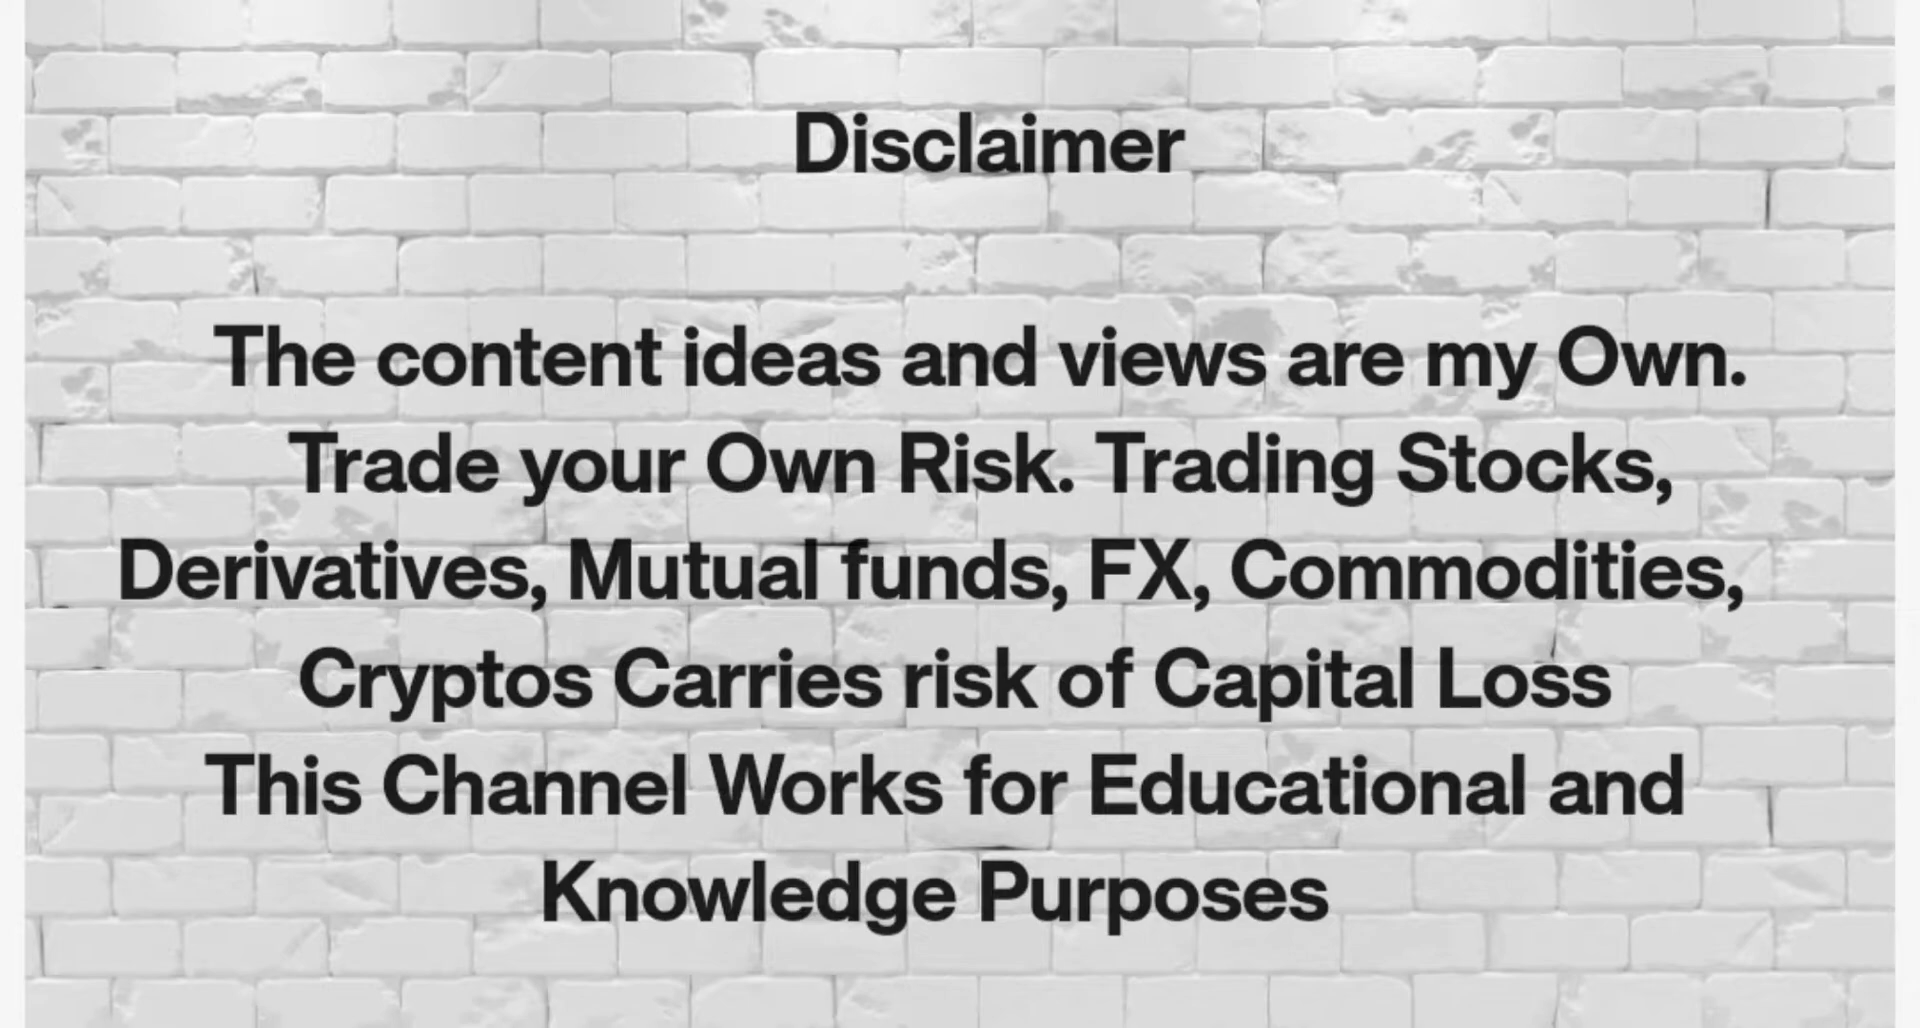 Disclaimer
The content ideas and views are my Own.
Trade your Own Risk. Trading Stocks,
Derivatives, Mutual funds, FX, Commodities,
Cryptos Carries risk of Capital Loss
This Channel Works for Educational and
Knowledge Purposes